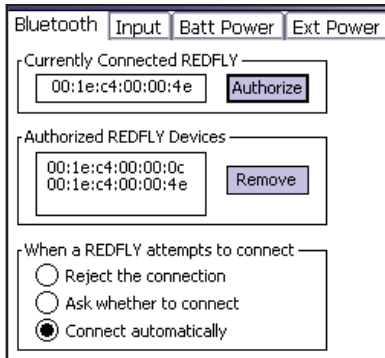 Bluetooth Input Batt Power Ext Power
Currently Connected REDFLY
00:1e:c4:00:00:4e Authorize
Authorized REDFLY Devices
00:1e:c4:00:00:0c
00:1e:c4:00:00:4e
Remove
When a REDFLY attempts to connect
Reject the connection
Ask whether to connect
Connect automatically